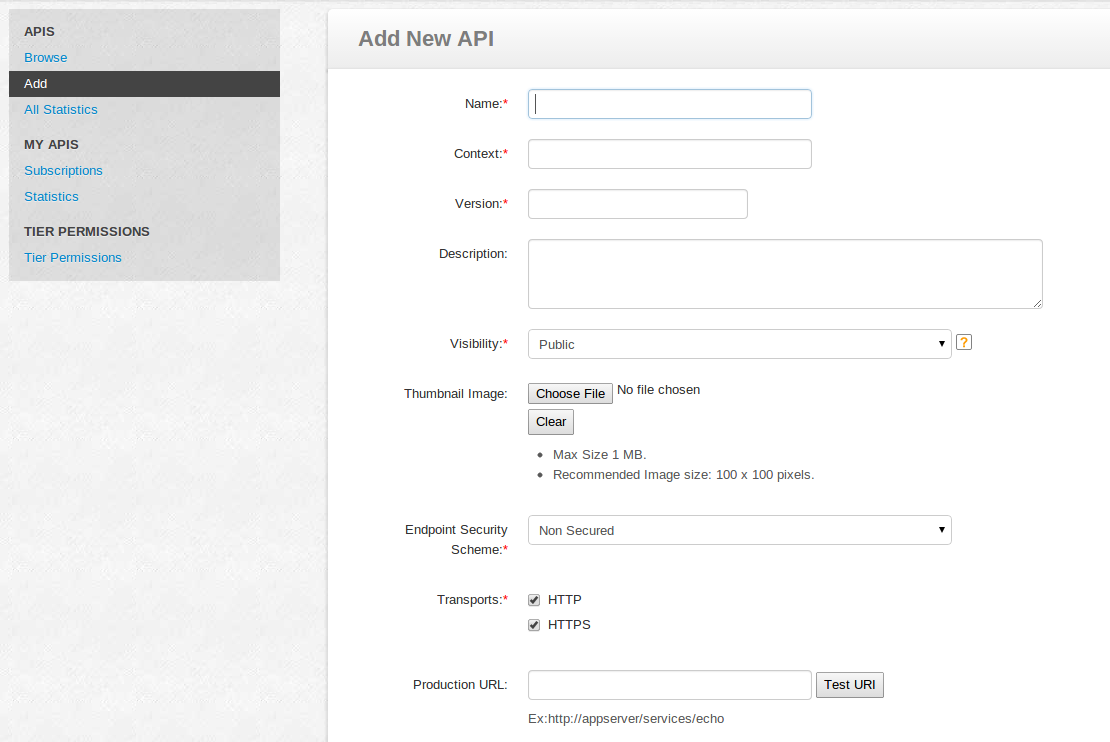 APIS
Browse
Add
All Statistics
MY APIS
Subscriptions
Statistics
TIER PERMISSIONS
Tier Permissions
Add New API
Name:*
Context:*
Version:*
Description:
Visibility:* Public ?
Thumbnail Image: Choose File No file chosen
Clear
Max Size 1 MB.
Recommended Image size: 100 x 100 pixels.
Endpoint Security Non Secured
Scheme:*
Transports:* HTTP
HTTPS
Production URL: Test URI
Ex:http://appserver/services/echo